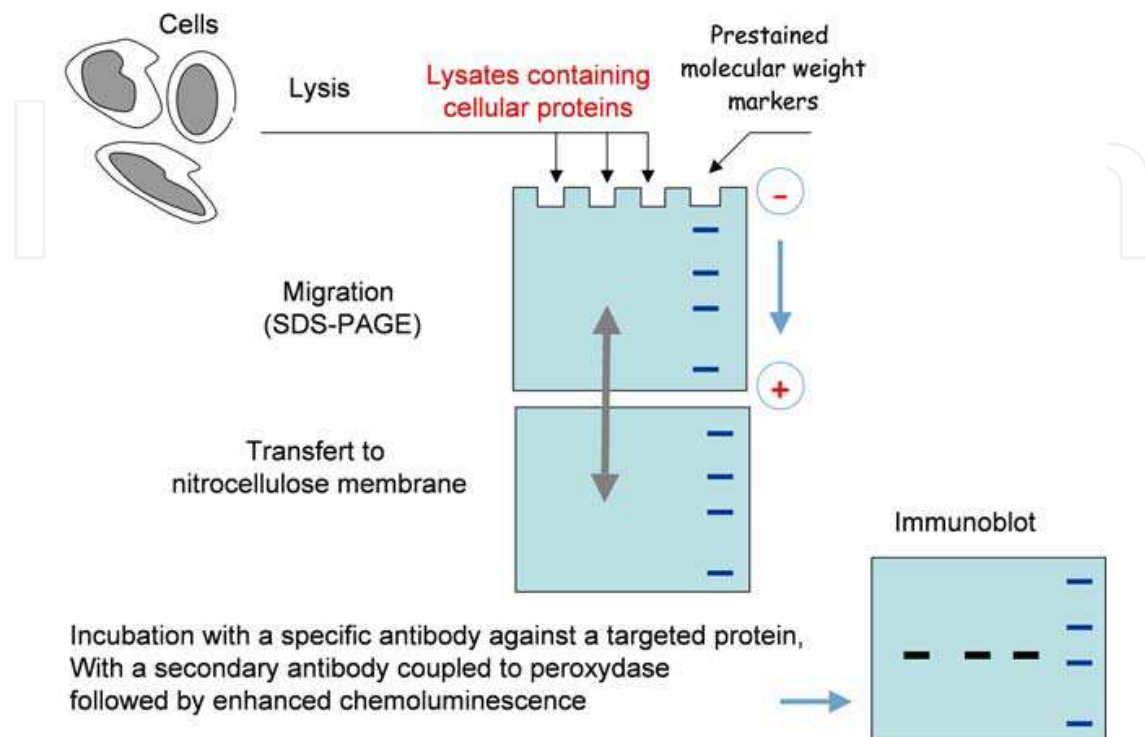 Cells
Lysis
Lysates containing
cellular proteins
Prestained
molecular weight
markers
-
Migration
(SDS-PAGE)
+
Transfert to
nitrocellulose membrane
Immunoblot
Incubation with a specific antibody against a targeted protein,
With a secondary antibody coupled to peroxydase
followed by enhanced chemoluminescence